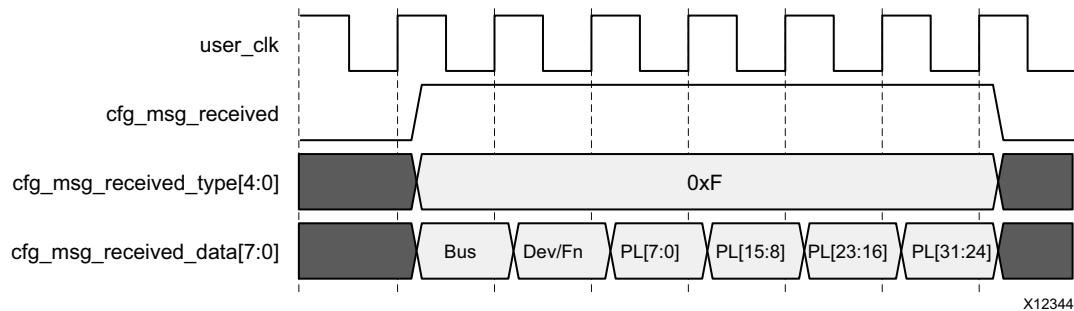 user_clk
cfg_msg_received
cfg_msg_received_type[4:0]
0xF
cfg_msg_received_data[7:0]
Bus
Dev/Fn
PL[7:0]
PL[15:8]
PL[23:16]
PL[31:24]
X12344